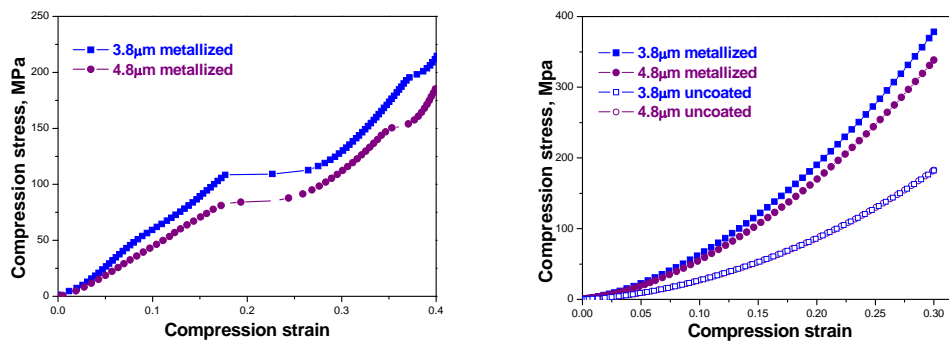 250
200
150
100
50
0
0.0
0.1
0.2
0.3
0.4
Compression stress, MPa
Compression strain
3.8μm metallized
4.8μm metallized
400
300
200
100
0
0.00
0.05
0.10
0.15
0.20
0.25
0.30
Compression stress, Mpa
Compression strain
3.8μm metallized
4.8μm metallized
3.8μm uncoated
4.8μm uncoated